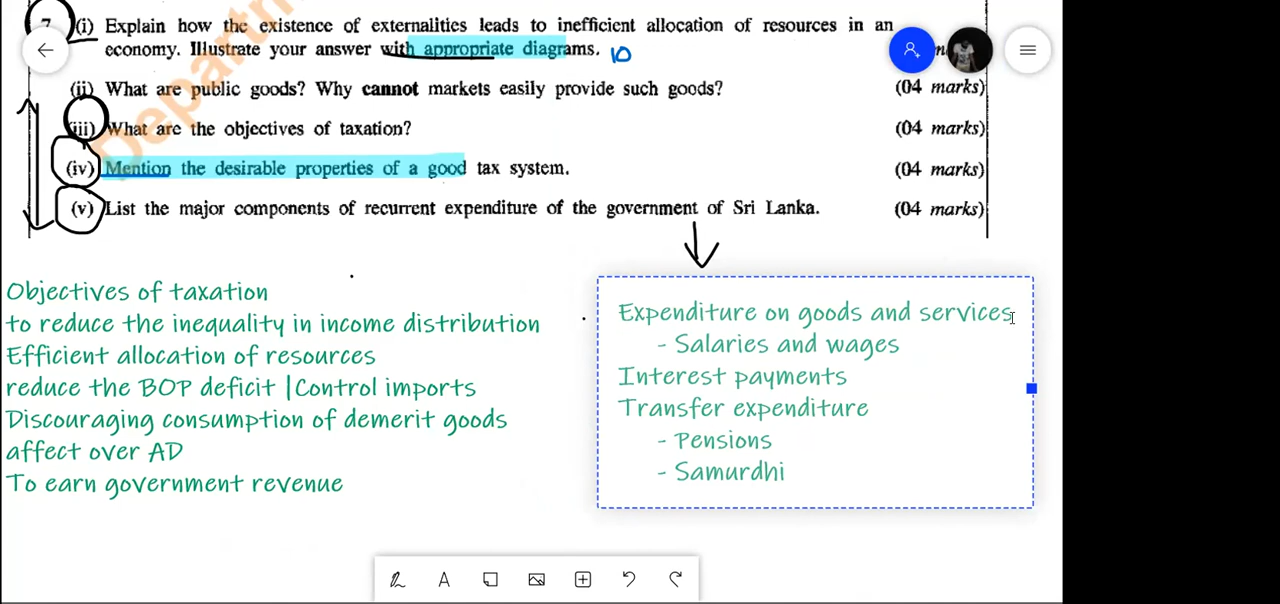 7 (i) Explain how the existence of externalities leads to inefficient allocation of resources in an
economy. Illustrate your answer with appropriate diagrams. 10
(ii) What are public goods? Why cannot markets easily provide such goods? (04 marks)
(iii) What are the objectives of taxation? (04 marks)
(iv) Mention the desirable properties of a good tax system. (04 marks)
(v) List the major components of recurrent expenditure of the government of Sri Lanka. (04 marks)
Objectives of taxation
to reduce the inequality in income distribution
Efficient allocation of resources
reduce the BOP deficit |Control imports
Discouraging consumption of demerit goods
affect over AD
To earn government revenue
Expenditure on goods and services
- Salaries and wages
Interest payments
Transfer expenditure
- Pensions
- Samurdhi
A